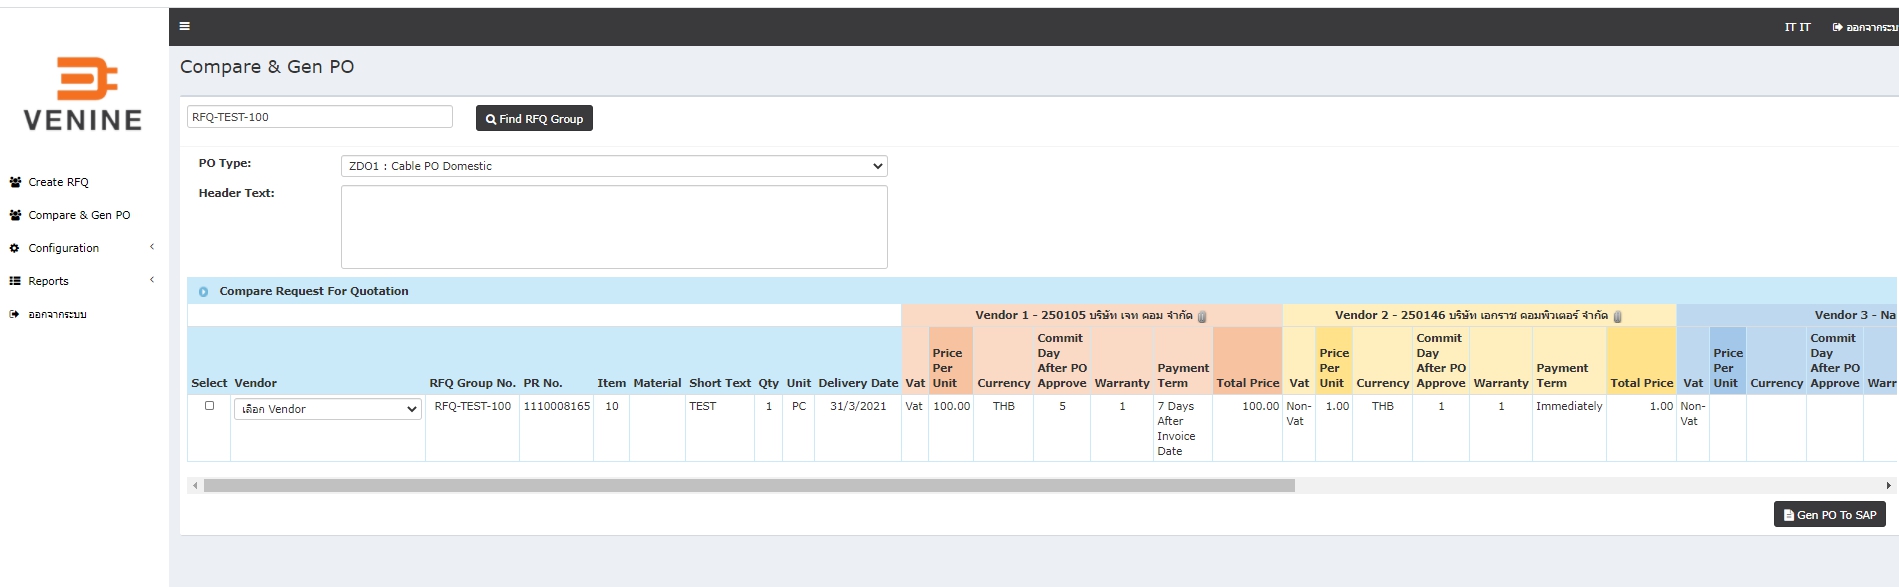 IT IT ออกจากระบบ
VENINE
Compare & Gen PO
RFQ-TEST-100 Find RFQ Group
PO Type: ZDO1 : Cable PO Domestic
Header Text:
Create RFQ
Compare & Gen PO
Configuration
Reports
ออกจากระบบ
Compare Request For Quotation
Vendor 1 - 250105 บริษัท เจท คอม จำกัด Vendor 2 - 250146 บริษัท เอกราช คอมพิวเตอร์ จำกัด Vendor 3 - Na
Select Vendor RFQ Group No. PR No. Item Material Short Text Qty Unit Delivery Date Vat Price Per Unit Currency Commit Day After PO Approve Warranty Payment Term Total Price Vat Price Per Unit Currency Commit Day After PO Approve Warranty Payment Term Total Price Vat Price Per Unit Currency Commit Day After PO Approve Warr
เลือก Vendor RFQ-TEST-100 1110008165 10 TEST 1 PC 31/3/2021 Vat 100.00 THB 5 1 7 Days After Invoice Date 100.00 Non-Vat 1.00 THB 1 1 Immediately 1.00 Non-Vat
Gen PO To SAP